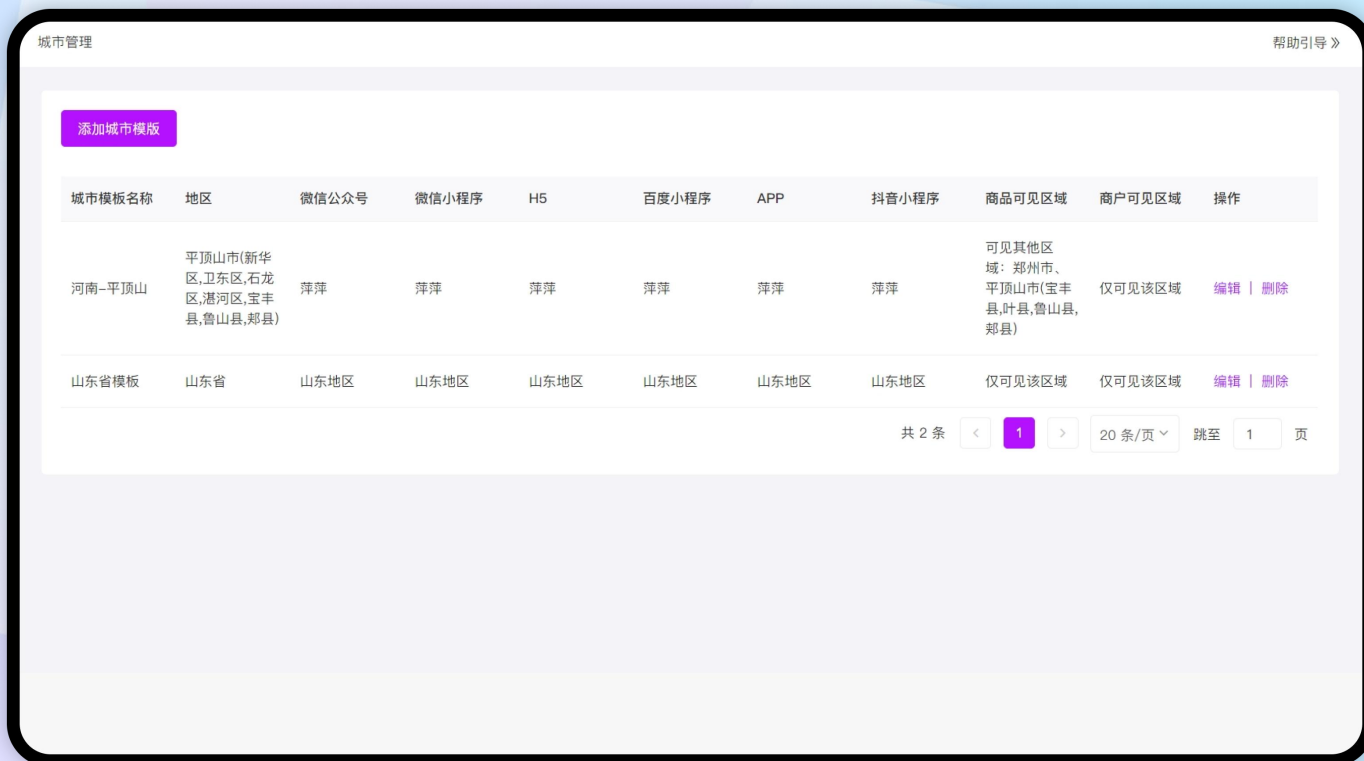 城市管理
帮助引导 》
添加城市模版
城市模板名称 地区 微信公众号 微信小程序 H5 百度小程序 APP 抖音小程序 商品可见区域 商户可见区域 操作
河南–平顶山
平顶山市(新华
区,卫东区,石龙
区,湛河区,宝丰
县,鲁山县,郏县)
萍萍 萍萍 萍萍 萍萍 萍萍 萍萍
可见其他区
域：郑州市、
平顶山市(宝丰
县,叶县,鲁山县,
郏县)
仅可见该区域
编辑 | 删除
山东省模板 山东省 山东地区 山东地区 山东地区 山东地区 山东地区 山东地区 仅可见该区域 仅可见该区域 编辑 | 删除
共 2 条 < 1 > 20 条/页 跳至 1 页